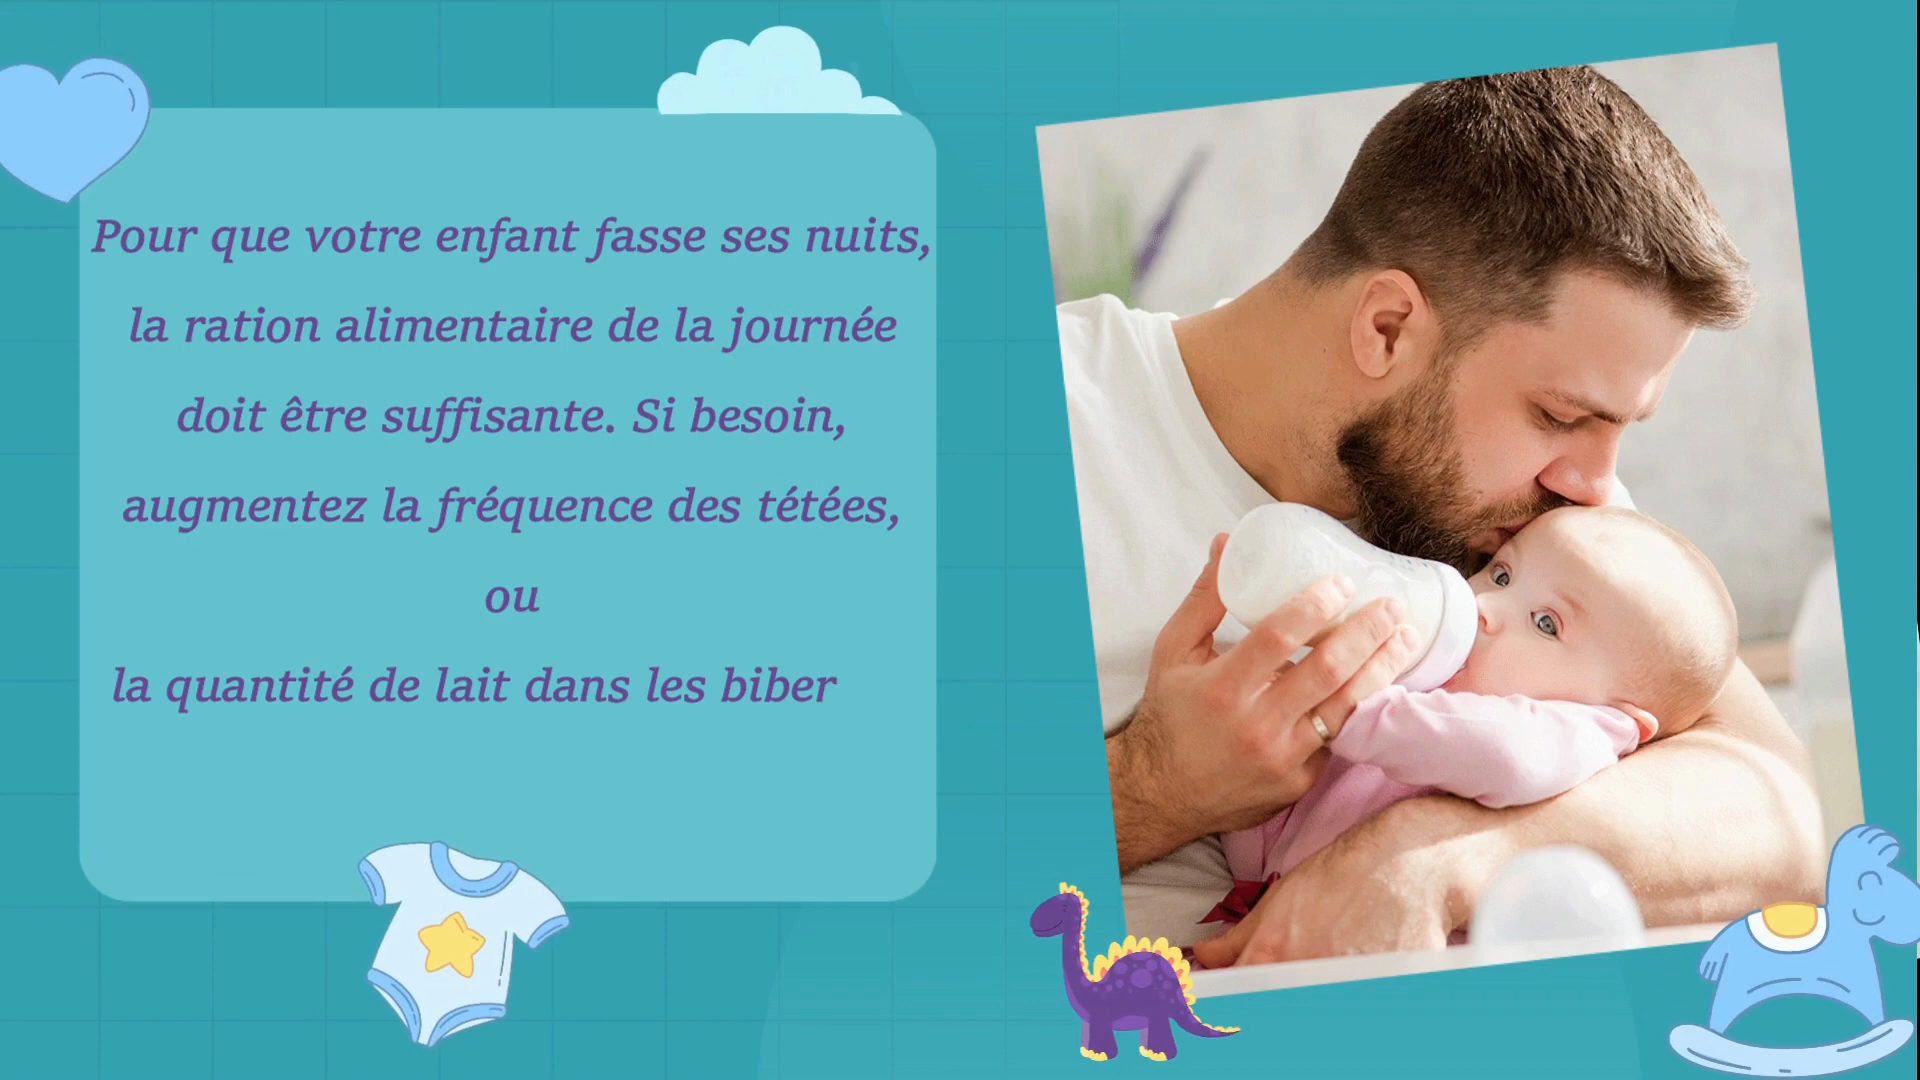 Pour que votre enfant fasse ses nuits,
la ration alimentaire de la journée
doit être suffisante. Si besoin,
augmentez la fréquence des tétées,
ou
la quantité de lait dans les biber